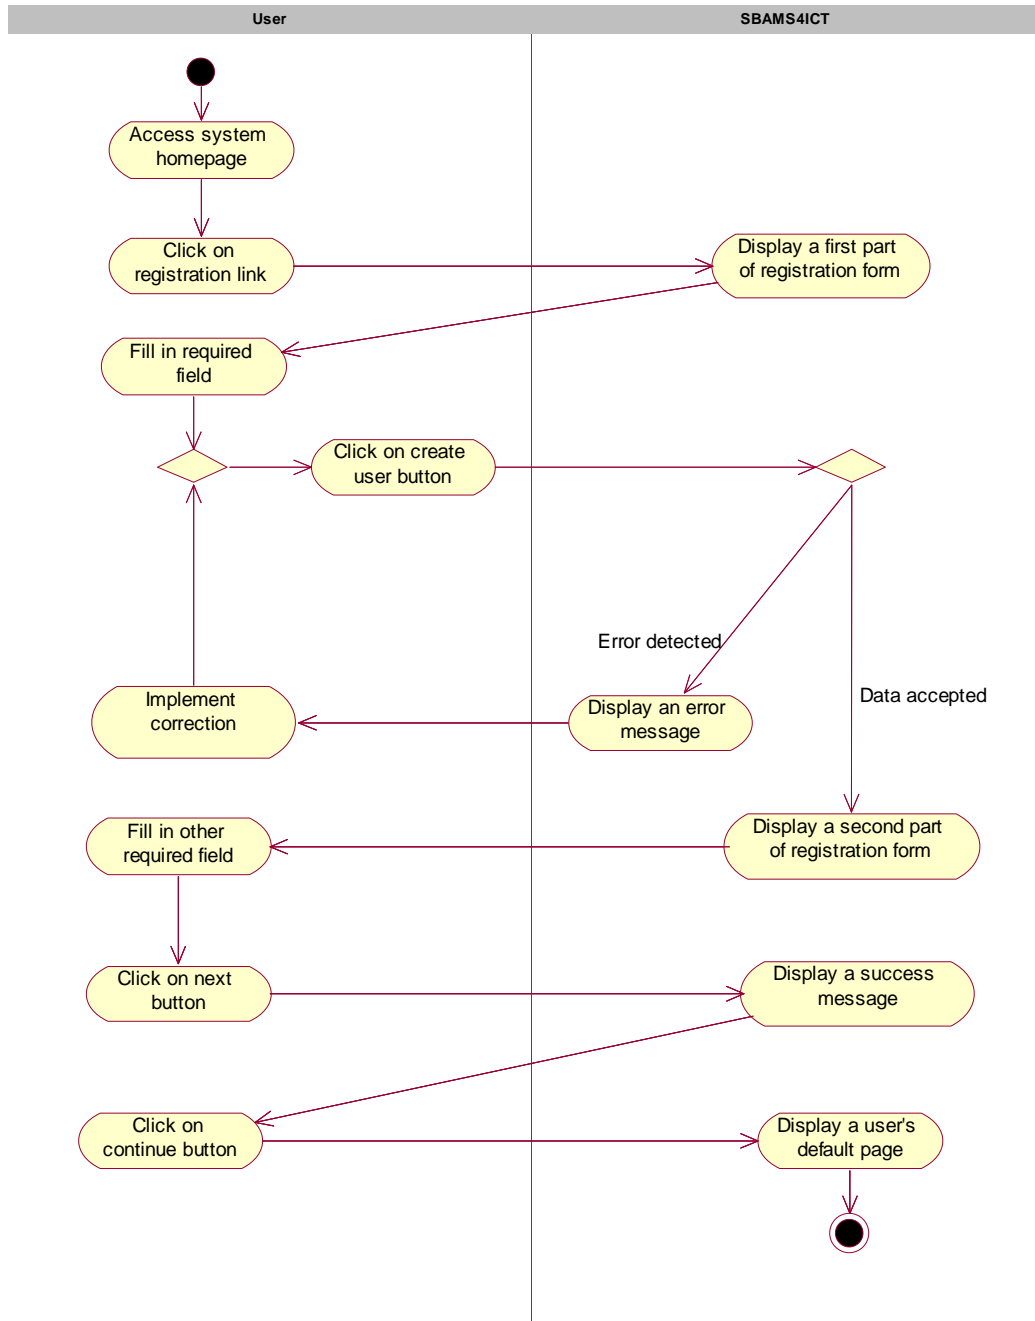 User
SBAMS4ICT
Access system
homepage
Click on
registration link
Display a first part
of registration form
Fill in required
field
Click on create
user button
Error detected
Data accepted
Implement
correction
Display an error
message
Fill in other
required field
Display a second part
of registration form
Click on next
button
Display a success
message
Click on
continue button
Display a user's
default page